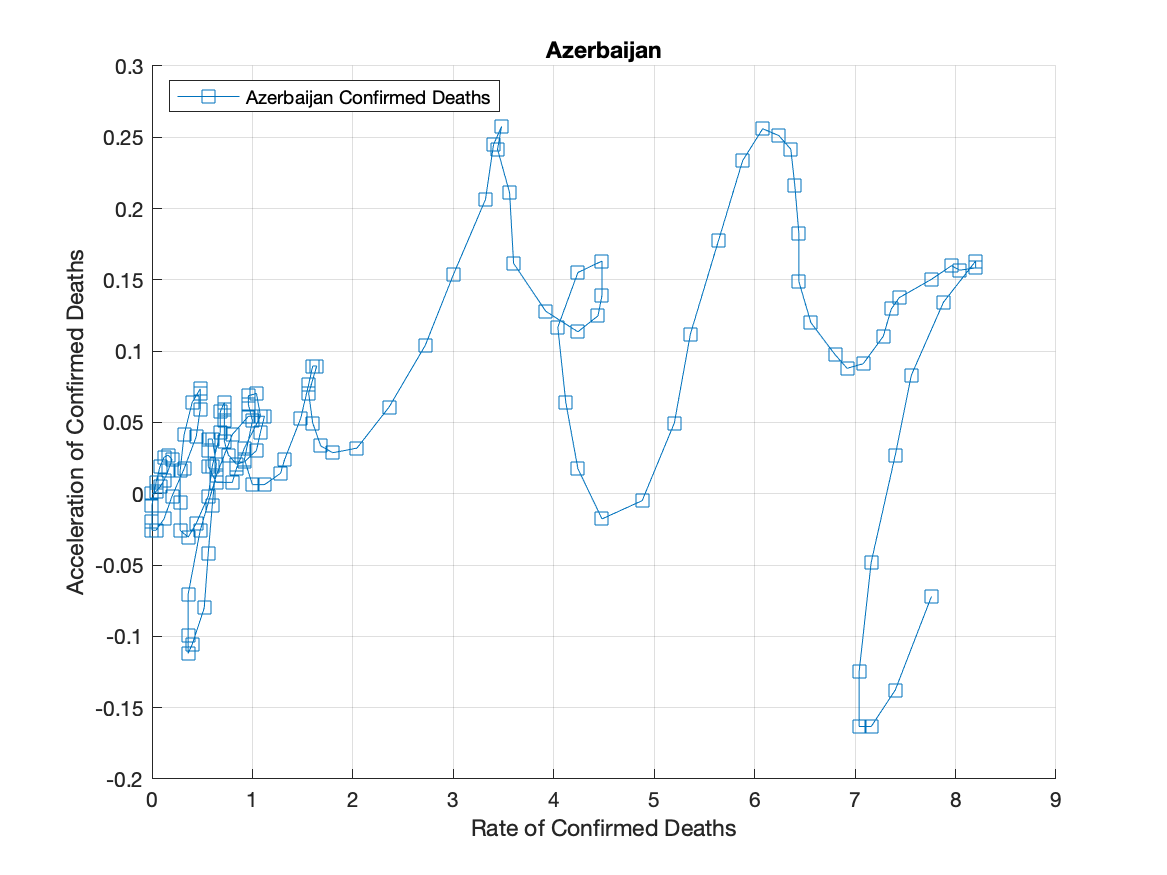 Azerbaijan
Azerbaijan Confirmed Deaths
0.3
0.25
0.2
0.15
0.1
0.05
0
-0.05
-0.1
-0.15
-0.2
Acceleration of Confirmed Deaths
0 1 2 3 4 5 6 7 8 9
Rate of Confirmed Deaths